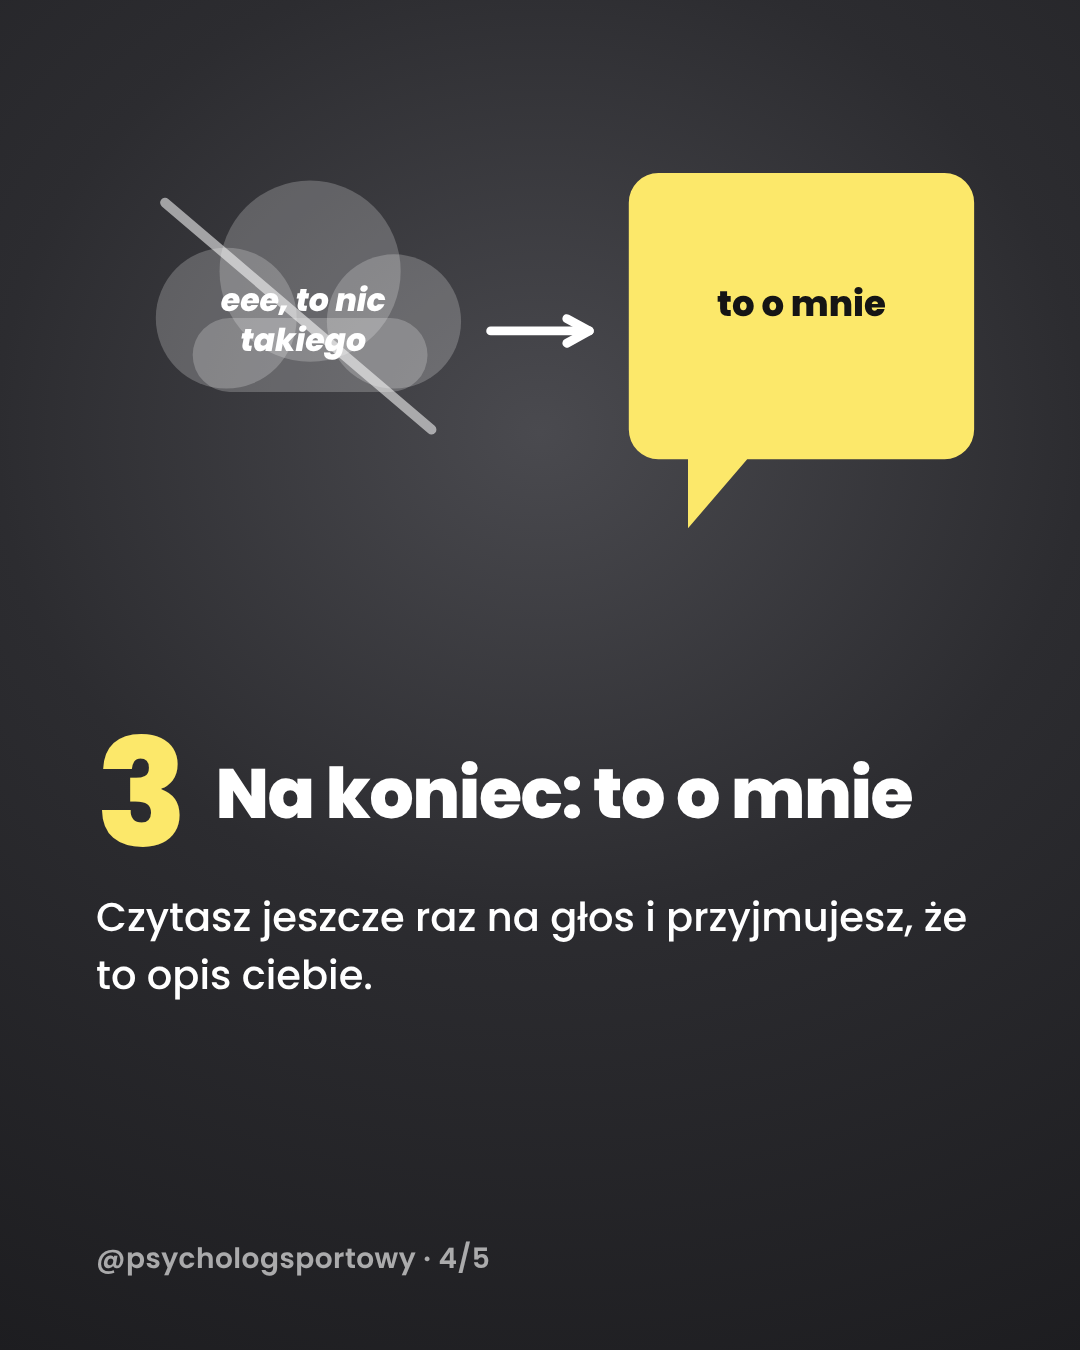 eee, to nic
takiego
to o mnie
3 Na koniec: to o mnie
Czytasz jeszcze raz na głos i przyjmujesz, że
to opis ciebie.
@psychologsportowy · 4/5